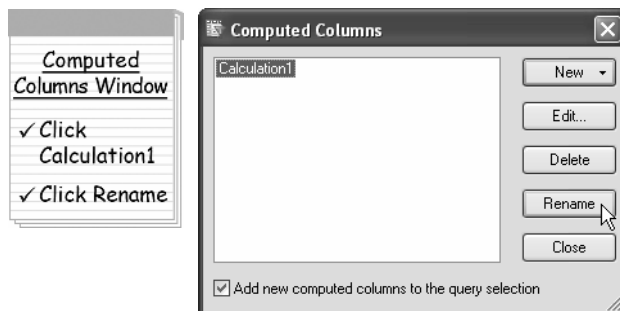 Computed
Columns Window
✓ Click
Calculation1
✓ Click Rename
Computed Columns
Calculation1
New
Edit...
Delete
Rename
Close
Add new computed columns to the query selection